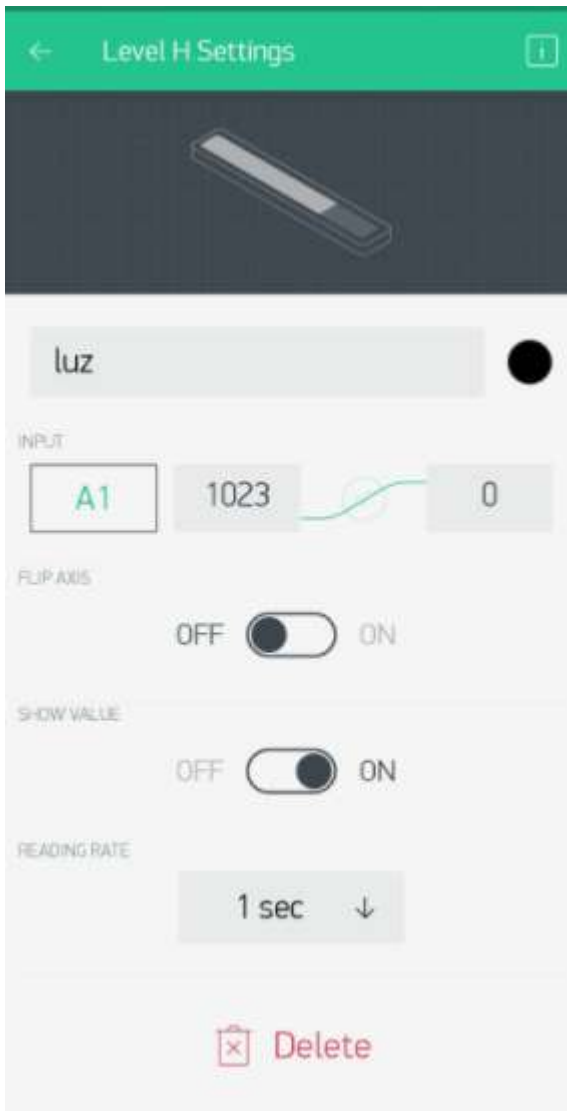 Level H Settings
luz
INPUT
A1 1023 0
FLIP AXIS
OFF ON
SHOW VALUE
OFF ON
READING RATE
1 sec
Delete